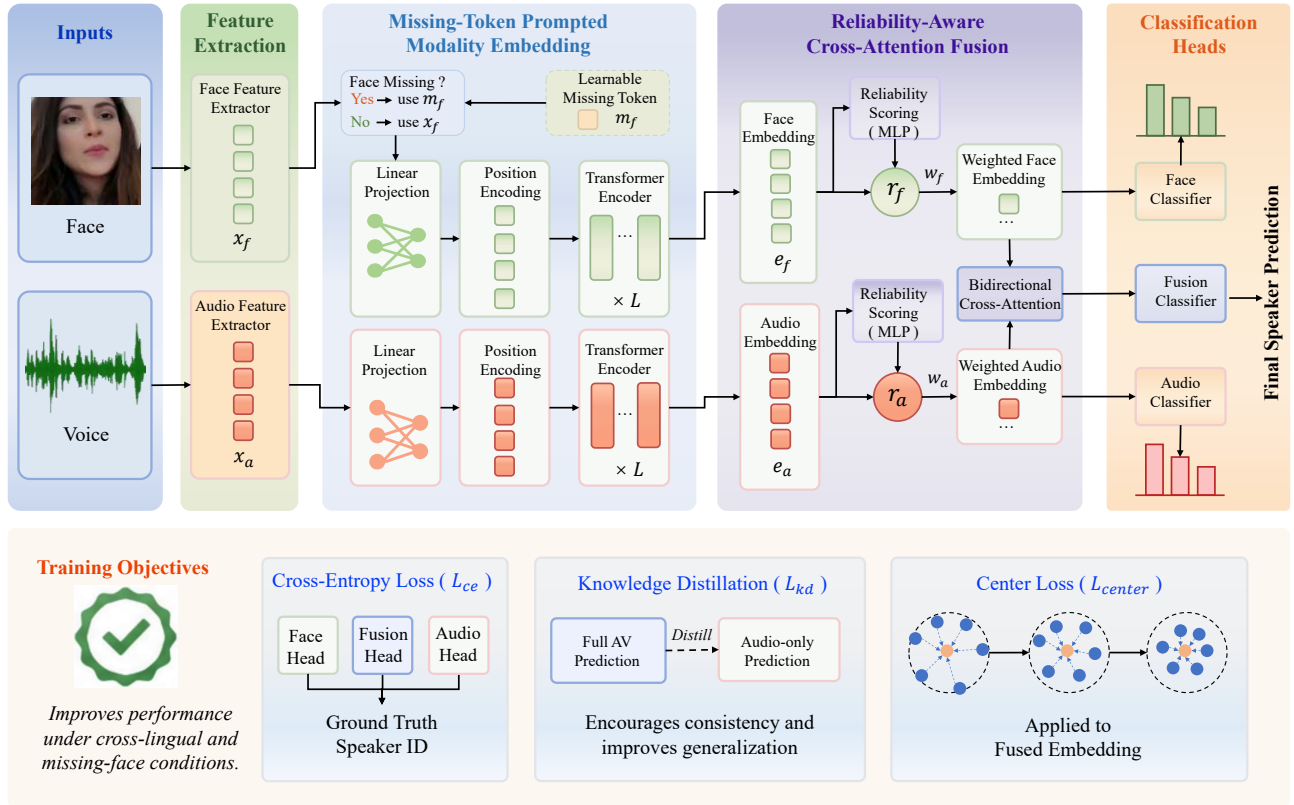 Inputs
Face
Voice
Feature
Extraction
Face Feature
Extractor
x_f
Audio Feature
Extractor
x_a
Missing-Token Prompted
Modality Embedding
Face Missing ?
Yes → use m_f
No → use x_f
Learnable
Missing Token
m_f
Linear
Projection
Position
Encoding
Transformer
Encoder
...
× L
Linear
Projection
Position
Encoding
Transformer
Encoder
...
× L
Reliability-Aware
Cross-Attention Fusion
Face
Embedding
e_f
Reliability
Scoring
( MLP )
r_f
w_f
Weighted Face
Embedding
...
Bidirectional
Cross-Attention
Audio
Embedding
e_a
Reliability
Scoring
( MLP )
r_a
w_a
Weighted Audio
Embedding
...
Classification
Heads
Face
Classifier
Fusion
Classifier
Audio
Classifier
Final Speaker Prediction
Training Objectives
Improves performance
under cross-lingual and
missing-face conditions.
Cross-Entropy Loss ( L_ce )
Face
Head
Fusion
Head
Audio
Head
Ground Truth
Speaker ID
Knowledge Distillation ( L_kd )
Full AV
Prediction
Distill
Audio-only
Prediction
Encourages consistency and
improves generalization
Center Loss ( L_center )
Applied to
Fused Embedding